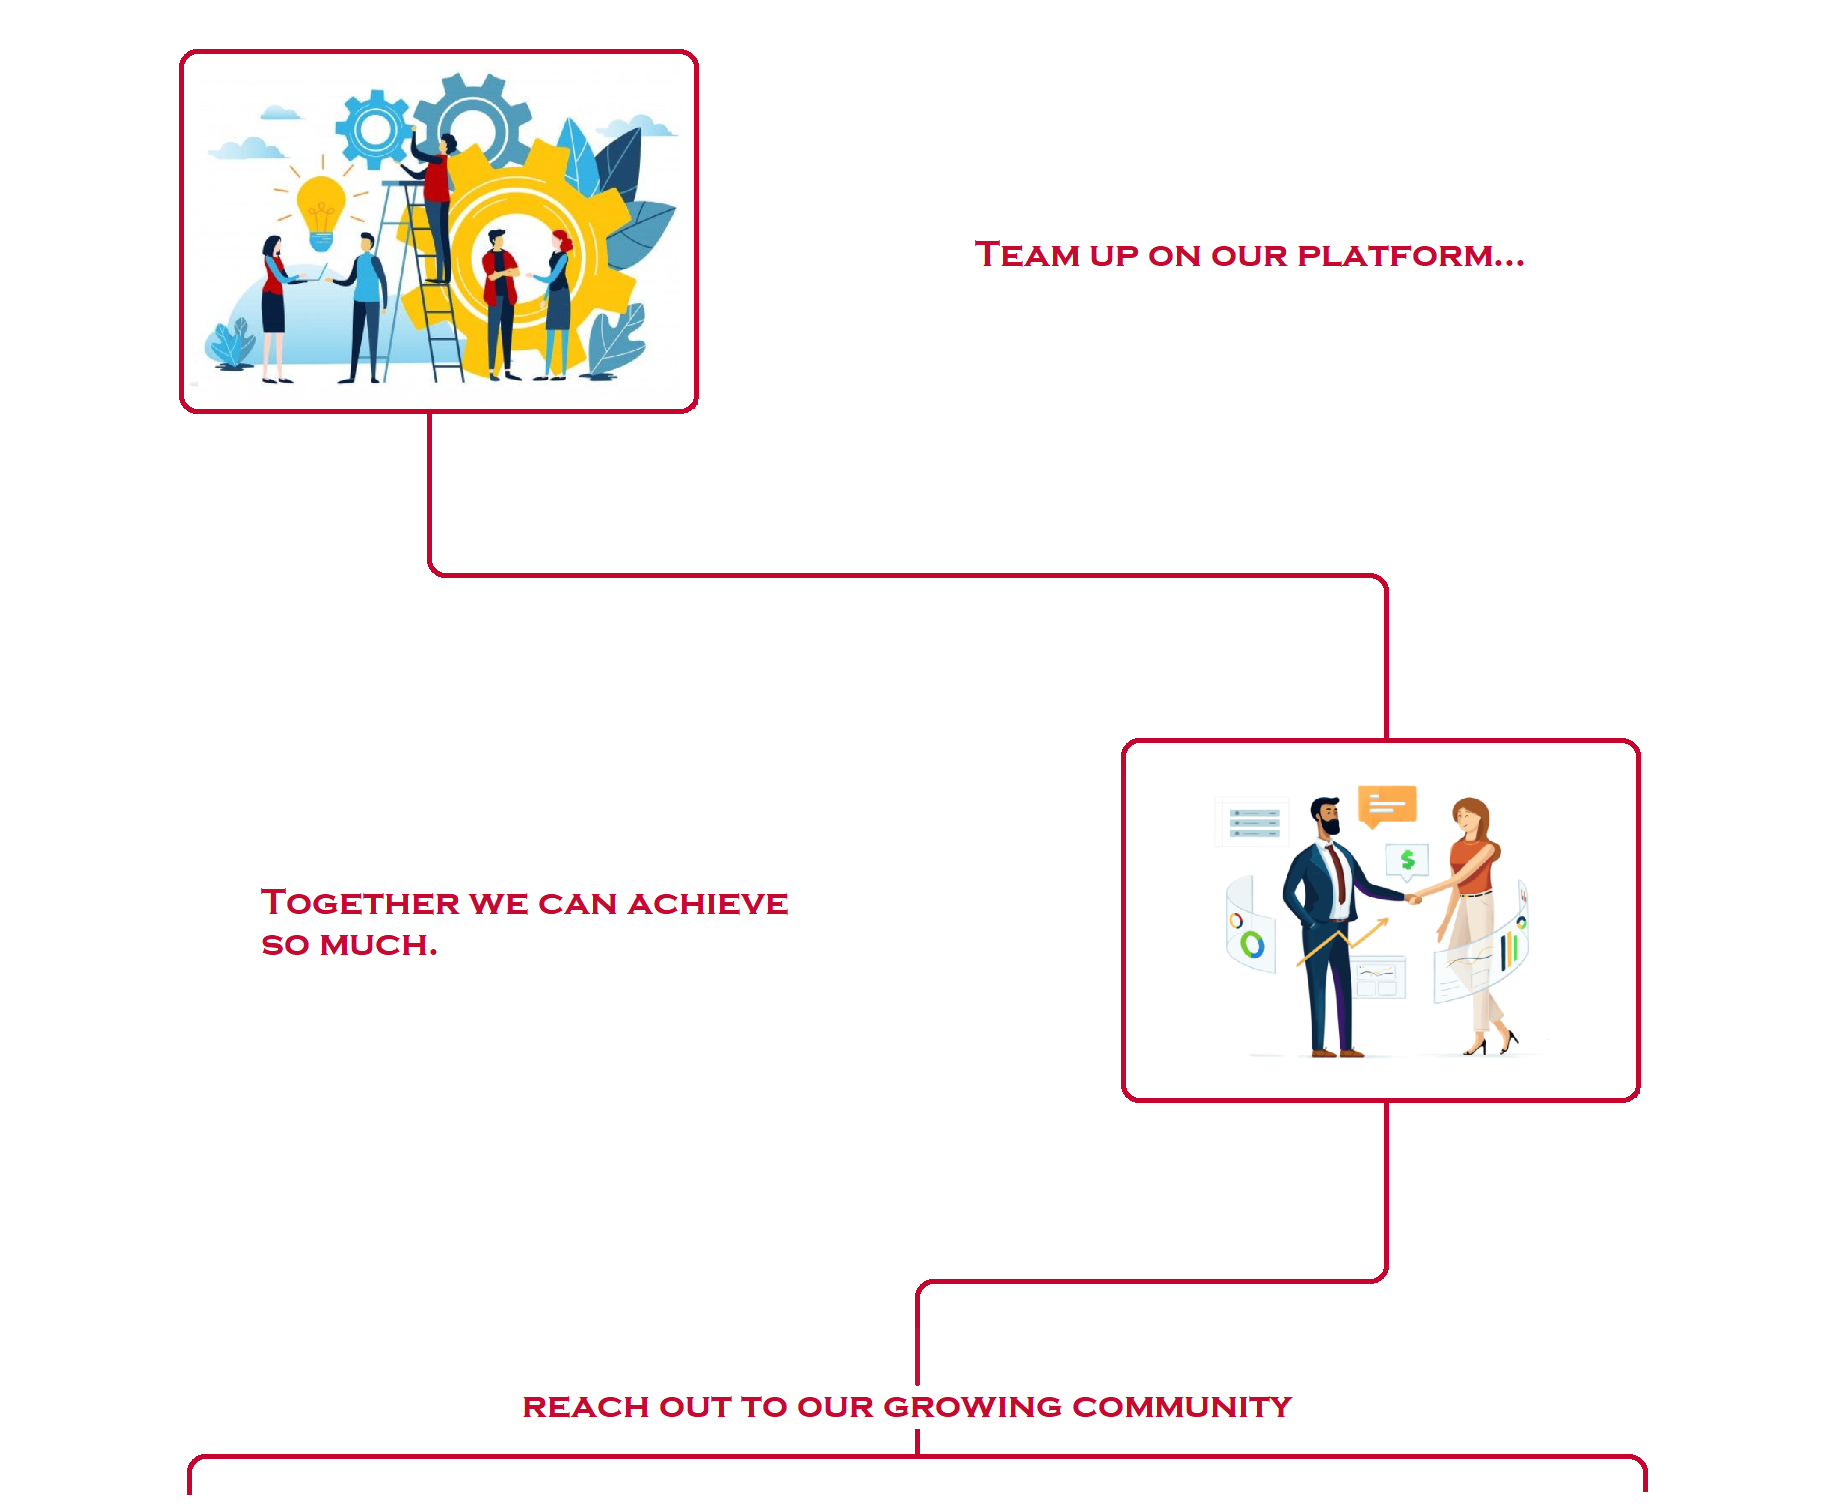 Team up on our platform...
Together we can achieve
so much.
reach out to our growing community